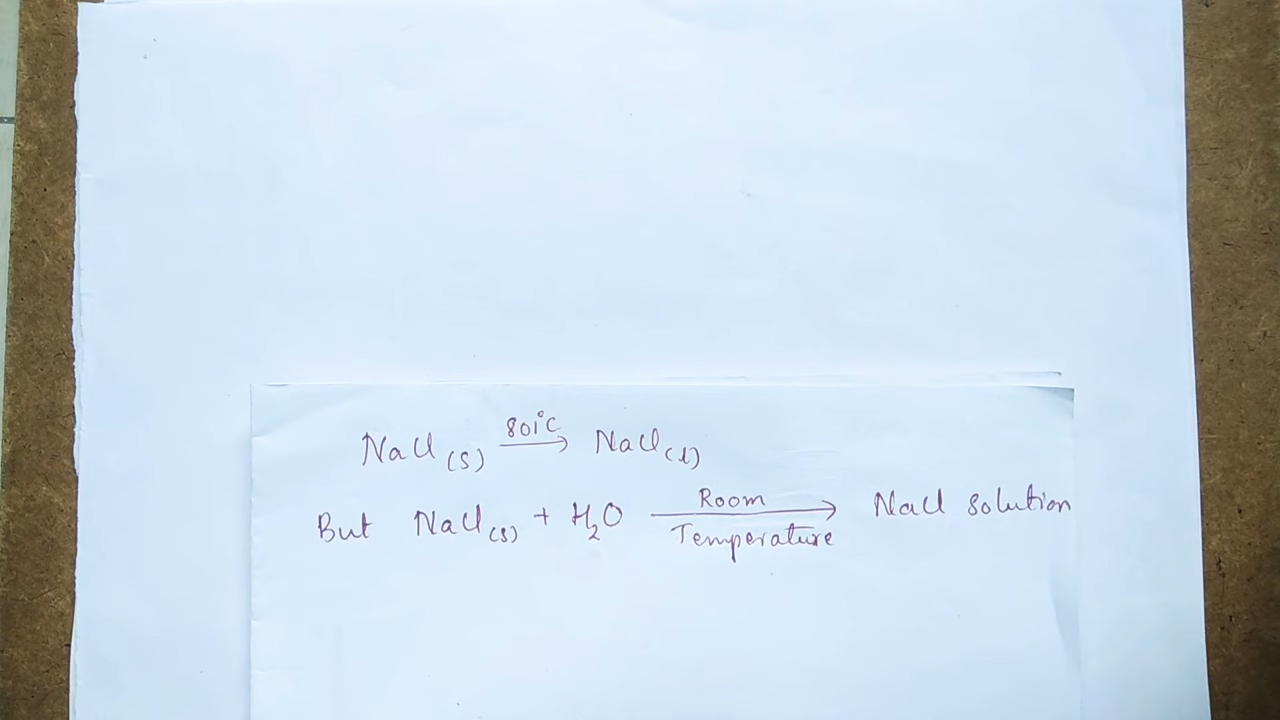 NaCl (s) 801°C → NaCl (l)
But NaCl (s) + H₂O Room Temperature → NaCl solution